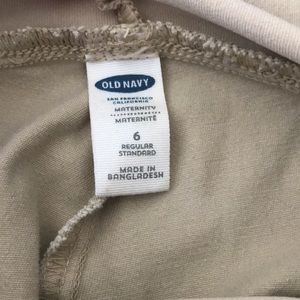 OLD NAVY
SAN FRANCISCO
CALIFORNIA
MATERNITY
MATERNITÉ
6
REGULAR
STANDARD
MADE IN
BANGLADESH